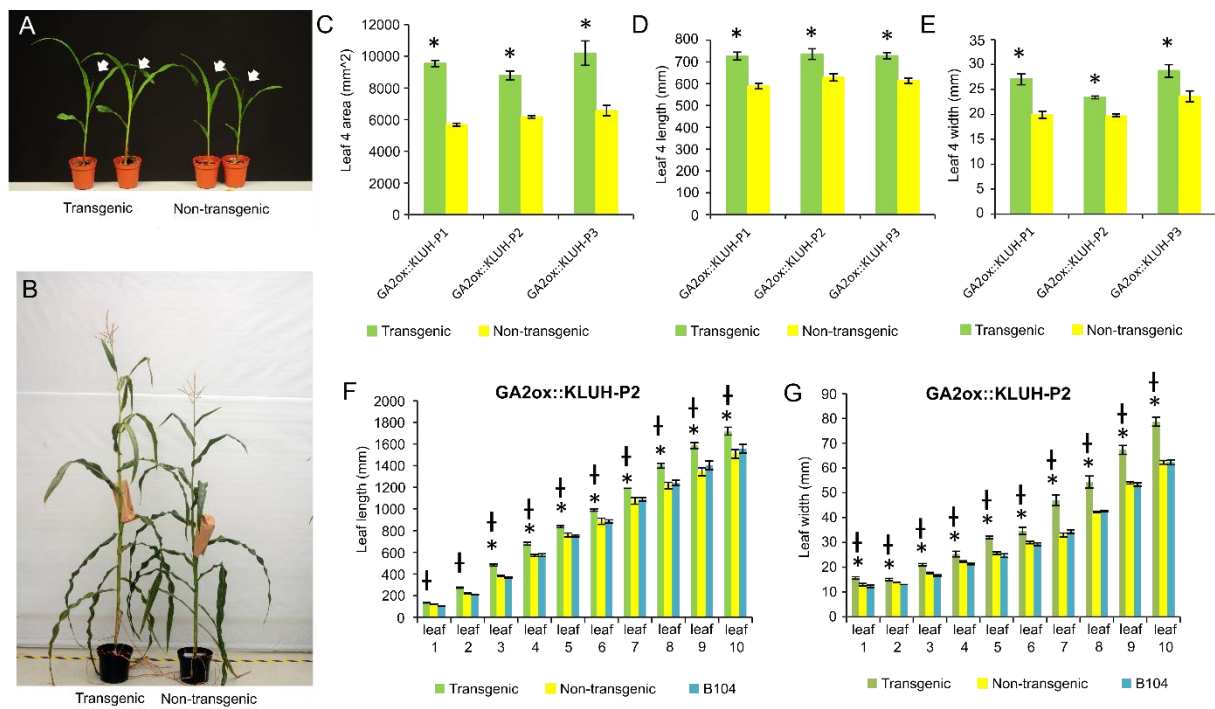 A
Transgenic Non-transgenic
B
Transgenic Non-transgenic
C
Leaf 4 area (mm^2)
12000
10000
8000
6000
4000
2000
0
* * *
GA2ox::KLUH-P1
GA2ox::KLUH-P2
GA2ox::KLUH-P3
Transgenic Non-transgenic
D
Leaf 4 length (mm)
800
700
600
500
400
300
200
100
0
* * *
GA2ox::KLUH-P1
GA2ox::KLUH-P2
GA2ox::KLUH-P3
Transgenic Non-transgenic
E
Leaf 4 width (mm)
35
30
25
20
15
10
5
0
* * *
GA2ox::KLUH-P1
GA2ox::KLUH-P2
GA2ox::KLUH-P3
Transgenic Non-transgenic
F
GA2ox::KLUH-P2
Leaf length (mm)
2000
1800
1600
1400
1200
1000
800
600
400
200
0
ƚ ƚ ƚ ƚ ƚ ƚ ƚ ƚ ƚ ƚ
* * * * * * * *
leaf leaf leaf leaf leaf leaf leaf leaf leaf leaf
1 2 3 4 5 6 7 8 9 10
Transgenic Non-transgenic B104
G
GA2ox::KLUH-P2
Leaf width (mm)
90
80
70
60
50
40
30
20
10
0
ƚ ƚ ƚ ƚ ƚ ƚ ƚ ƚ ƚ ƚ
* * * * * * * * * *
leaf leaf leaf leaf leaf leaf leaf leaf leaf leaf
1 2 3 4 5 6 7 8 9 10
Transgenic Non-transgenic B104